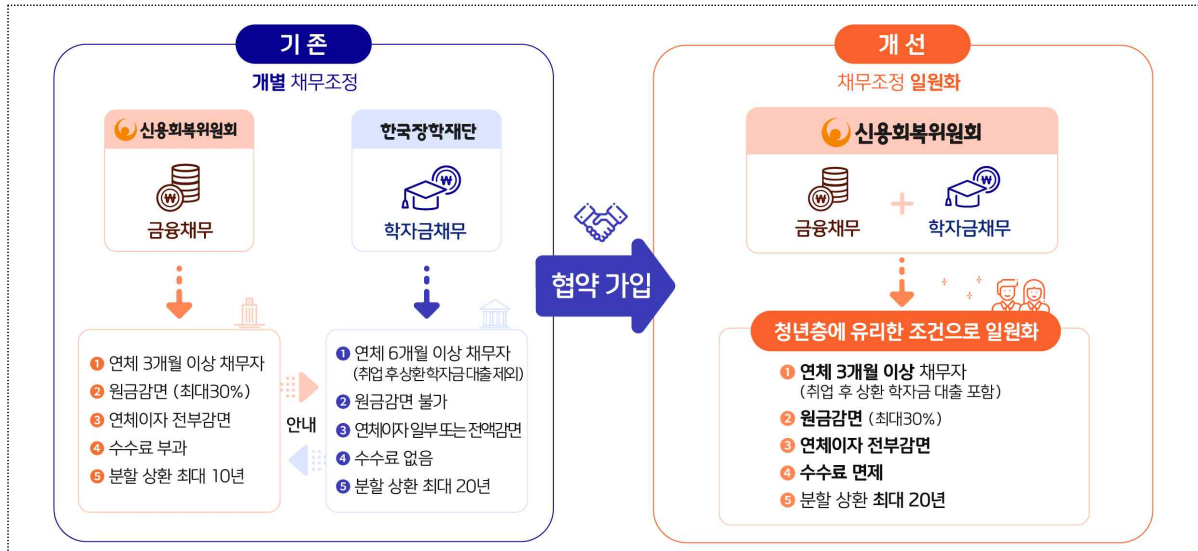 기 존
개별 채무조정
신용회복위원회
금융채무
❶ 연체 3개월 이상 채무자
❷ 원금감면 (최대30%)
❸ 연체이자 전부감면
❹ 수수료 부과
❺ 분할 상환 최대 10년
안내
한국장학재단
₩
학자금채무
❶ 연체 6개월 이상 채무자
(취업 후 상환 학자금 대출 제외)
❷ 원금감면 불가
❸ 연체이자 일부 또는 전액감면
❹ 수수료 없음
❺ 분할 상환 최대 20년
협약 가입
개 선
채무조정 일원화
신용회복위원회
₩
금융채무
+
₩
학자금채무
청년층에 유리한 조건으로 일원화
❶ 연체 3개월 이상 채무자
(취업 후 상환 학자금 대출 포함)
❷ 원금감면 (최대30%)
❸ 연체이자 전부감면
❹ 수수료 면제
❺ 분할 상환 최대 20년